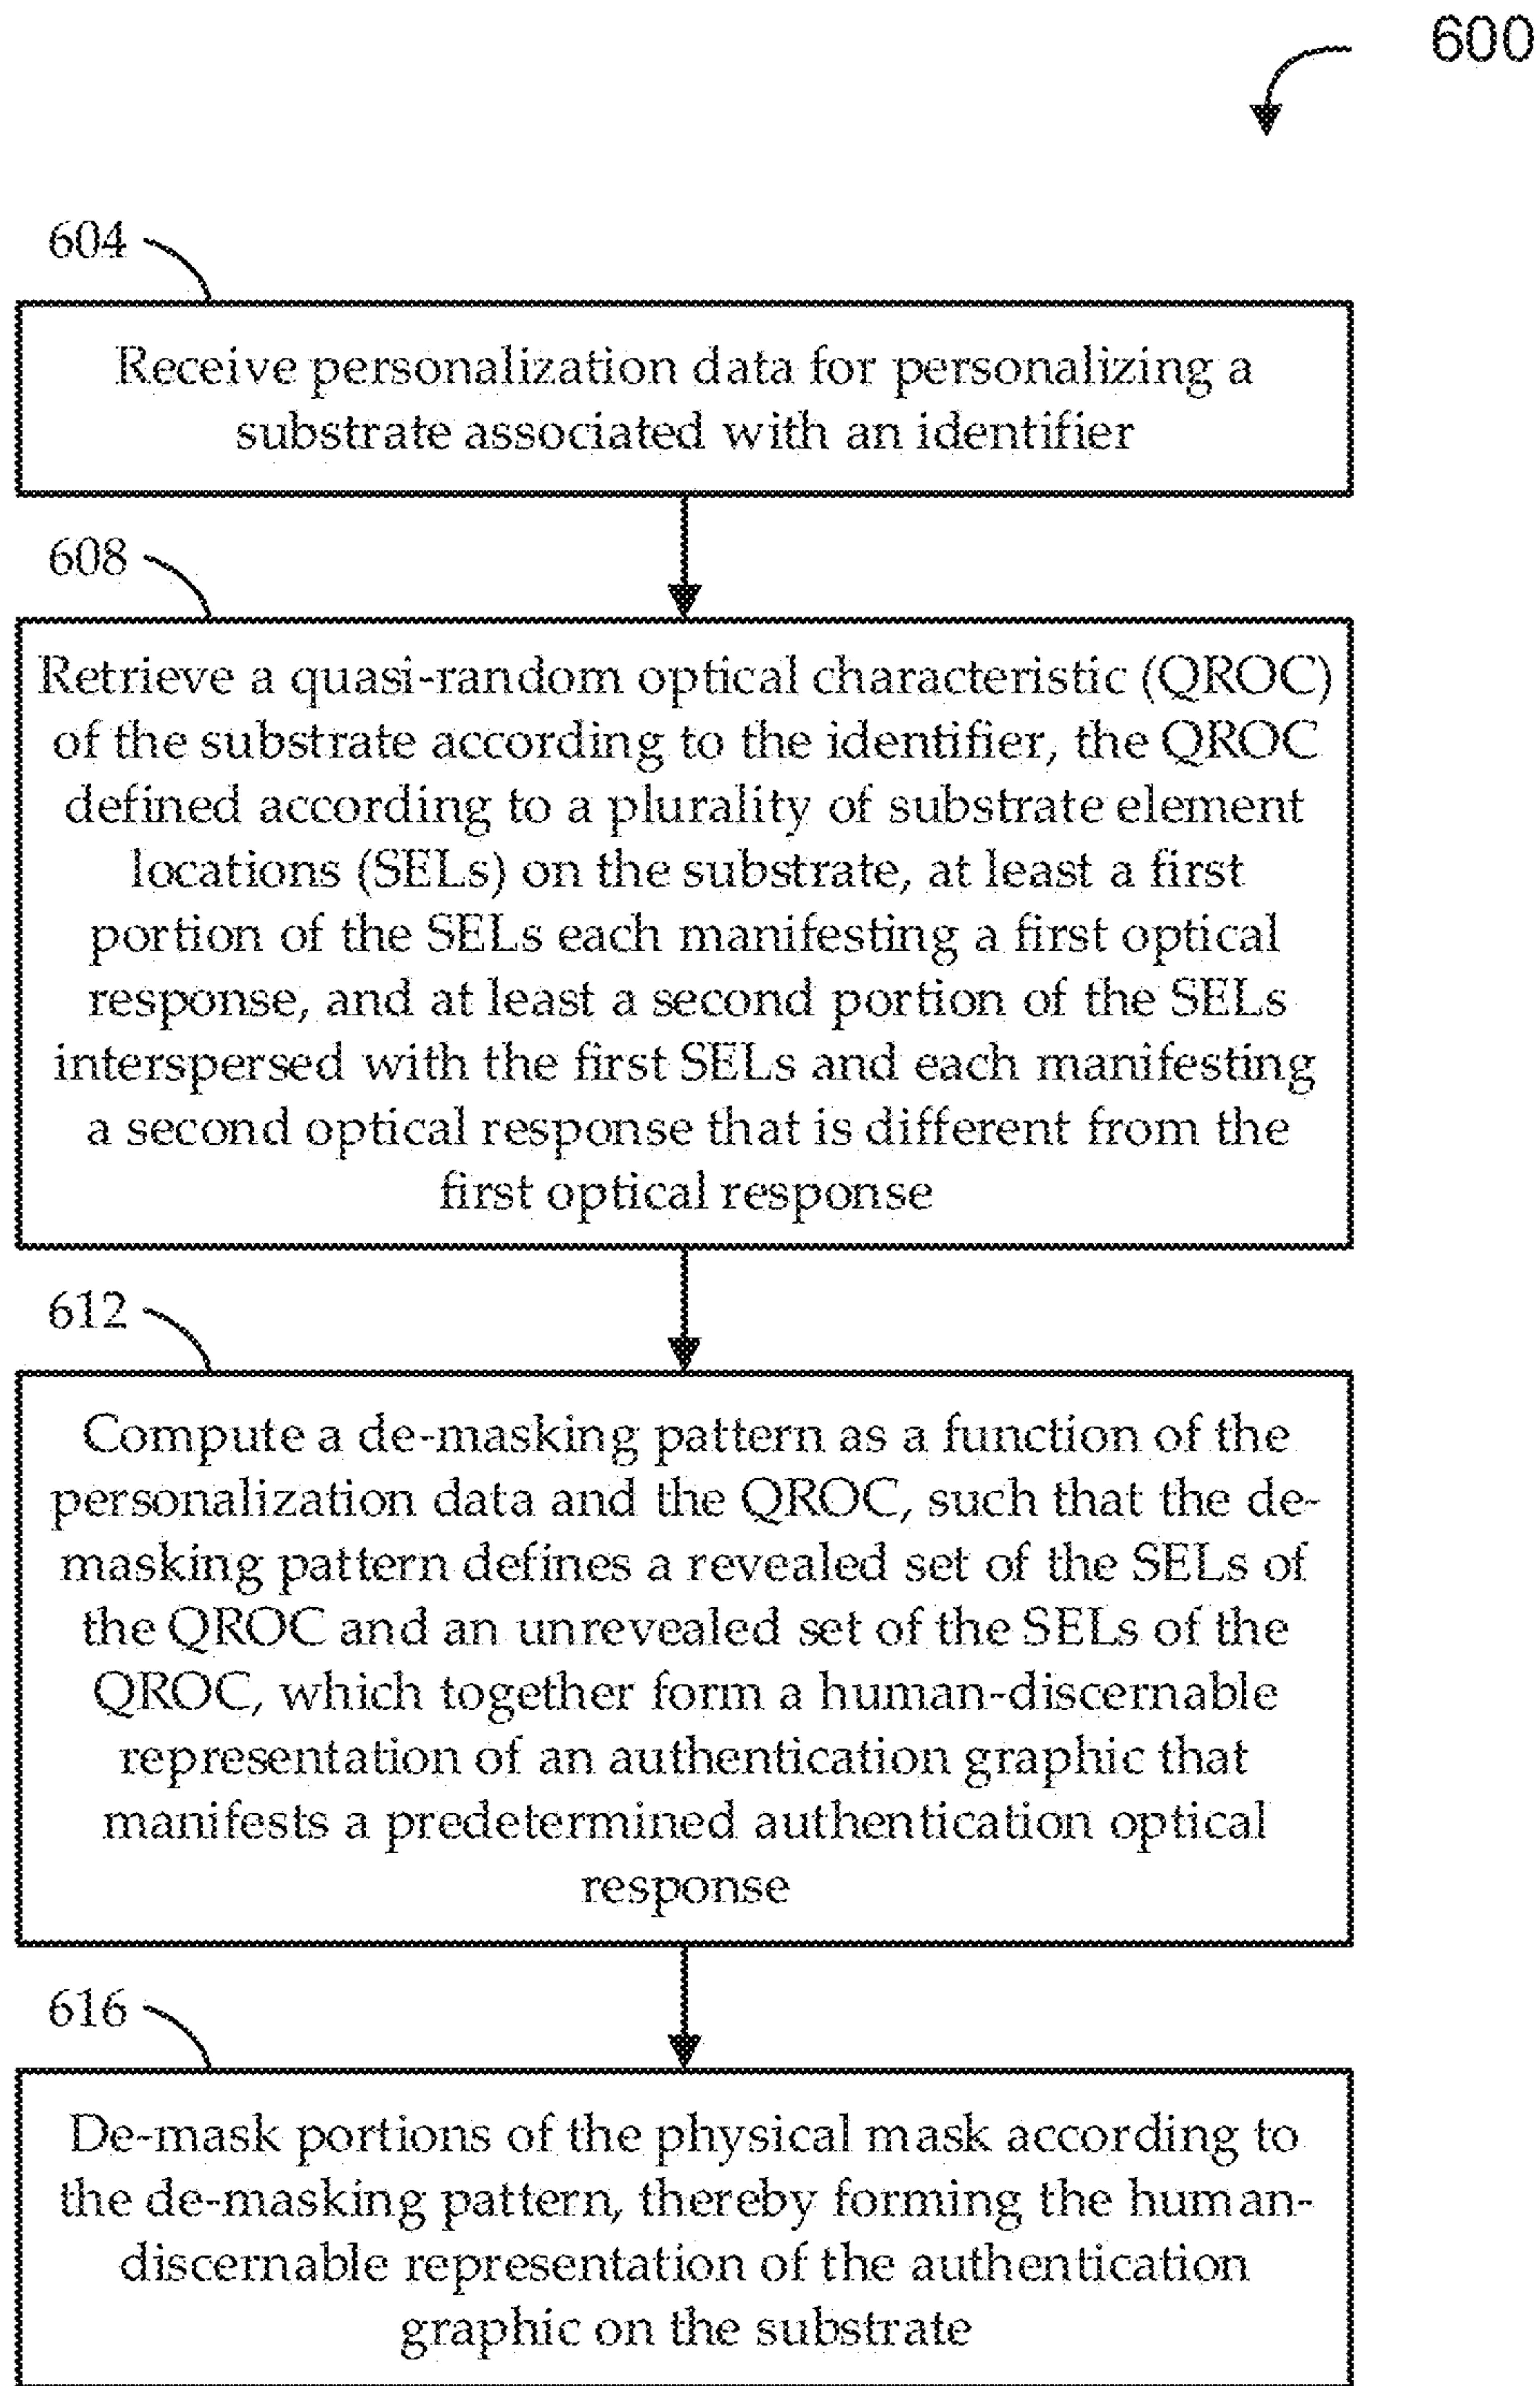 600
604
Receive personalization data for personalizing a
substrate associated with an identifier
608
Retrieve a quasi-random optical characteristic (QROC)
of the substrate according to the identifier, the QROC
defined according to a plurality of substrate element
locations (SELs) on the substrate, at least a first
portion of the SELs each manifesting a first optical
response, and at least a second portion of the SELs
interspersed with the first SELs and each manifesting
a second optical response that is different from the
first optical response
612
Compute a de-masking pattern as a function of the
personalization data and the QROC, such that the de-
masking pattern defines a revealed set of the SELs of
the QROC and an unrevealed set of the SELs of the
QROC, which together form a human-discernable
representation of an authentication graphic that
manifests a predetermined authentication optical
response
616
De-mask portions of the physical mask according to
the de-masking pattern, thereby forming the human-
discernable representation of the authentication
graphic on the substrate